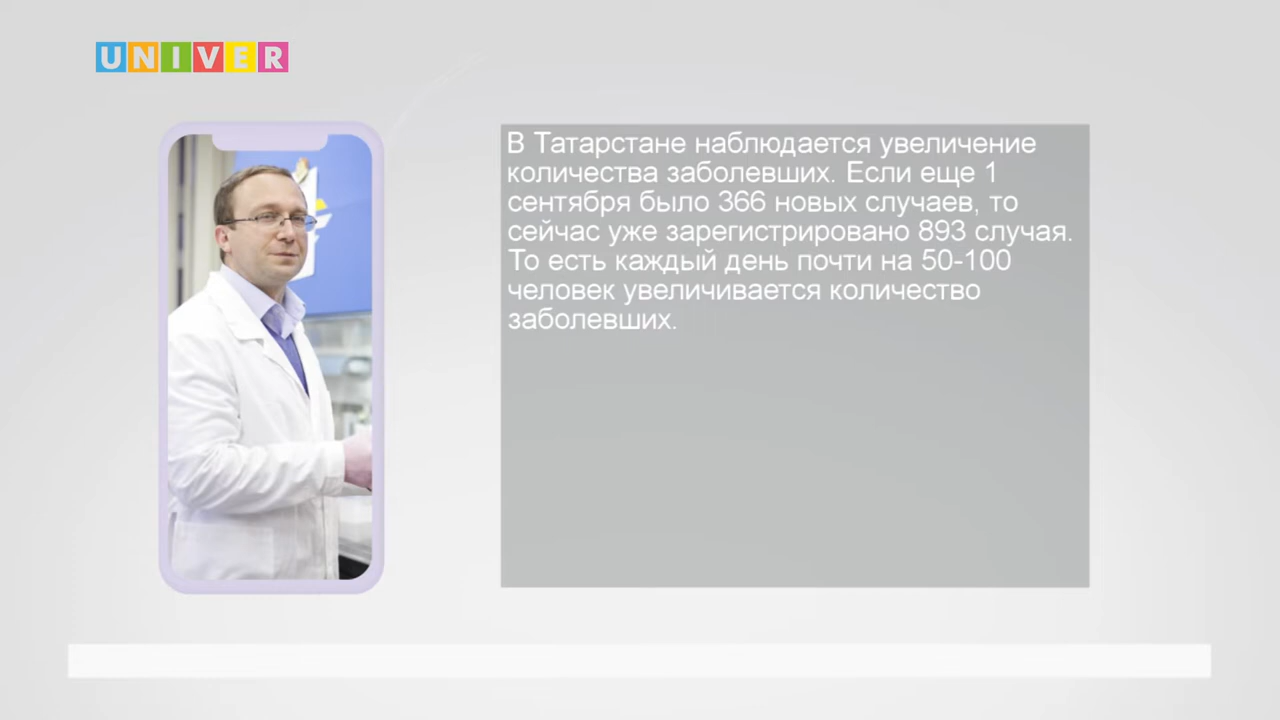 UNIVER
В Татарстане наблюдается увеличение
количества заболевших. Если еще 1
сентября было 366 новых случаев, то
сейчас уже зарегистрировано 893 случая.
То есть каждый день почти на 50-100
человек увеличивается количество
заболевших.